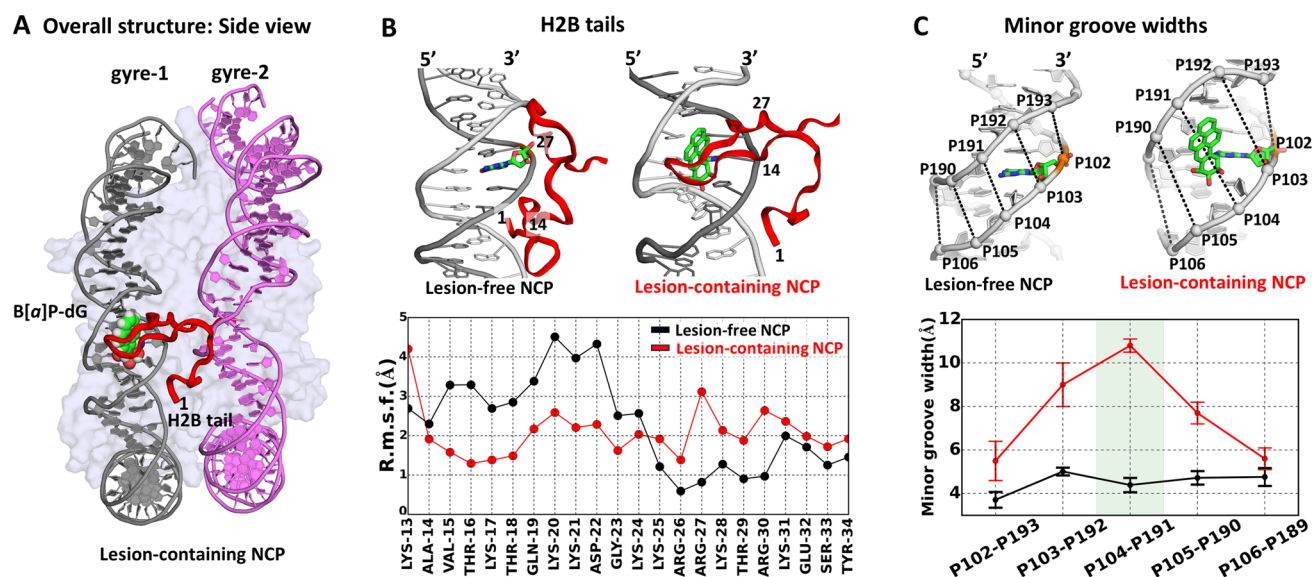 A Overall structure: Side view
gyre-1
gyre-2
B[a]P-dG
1
H2B tail
Lesion-containing NCP
B
H2B tails
5’ 3’
27
1
14
Lesion-free NCP
5’ 3’
27
14
1
Lesion-containing NCP
R.m.s.f.(Å)
5
4
3
2
1
0
Lesion-free NCP
Lesion-containing NCP
LYS-13
ALA-14
VAL-15
THR-16
LYS-17
THR-18
GLN-19
LYS-20
LYS-21
ASP-22
GLY-23
LYS-24
LYS-25
ARG-26
ARG-27
LYS-28
THR-29
ARG-30
LYS-31
GLU-32
SER-33
TYR-34
C
Minor groove widths
5’ 3’
P193
P192
P191
P190
P102
P103
P104
P105
P106
Lesion-free NCP
P192
P193
P191
P190
P102
P103
P104
P105
P106
Lesion-containing NCP
Minor groove width(Å)
12
10
8
6
4
P102-P193
P103-P192
P104-P191
P105-P190
P106-P189